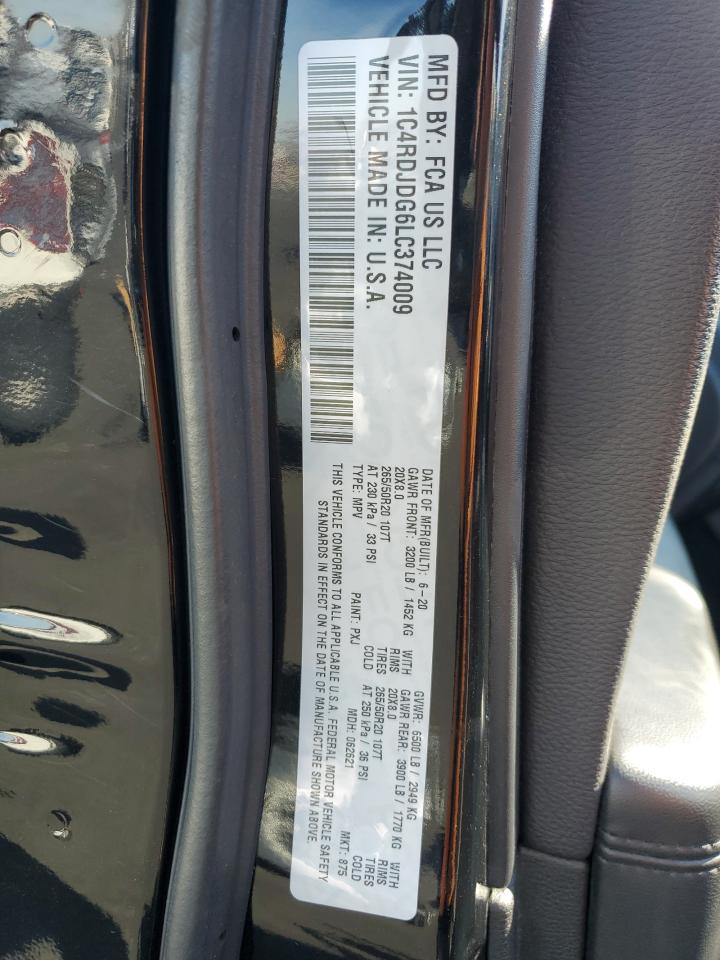 MFD BY: FCA US LLC
VIN: 1C4RDJDG6LC374009
VEHICLE MADE IN: U.S.A.
DATE OF MFR(BUILT): 6-20 GVWR: 6500 LB / 2949 KG
GAWR FRONT: 3200 LB / 1452 KG WITH GAWR REAR: 3900 LB / 1770 KG WITH
20X8.0 RIMS 20X8.0 RIMS
265/50R20 107T TIRES 265/50R20 107T TIRES
AT 230 kPa / 33 PSI COLD AT 250 kPa / 36 PSI COLD
TYPE: MPV PAINT: PXJ MDH: 062621 MKT: 875
THIS VEHICLE CONFORMS TO ALL APPLICABLE U.S.A. FEDERAL MOTOR VEHICLE SAFETY
STANDARDS IN EFFECT ON THE DATE OF MANUFACTURE SHOWN ABOVE.